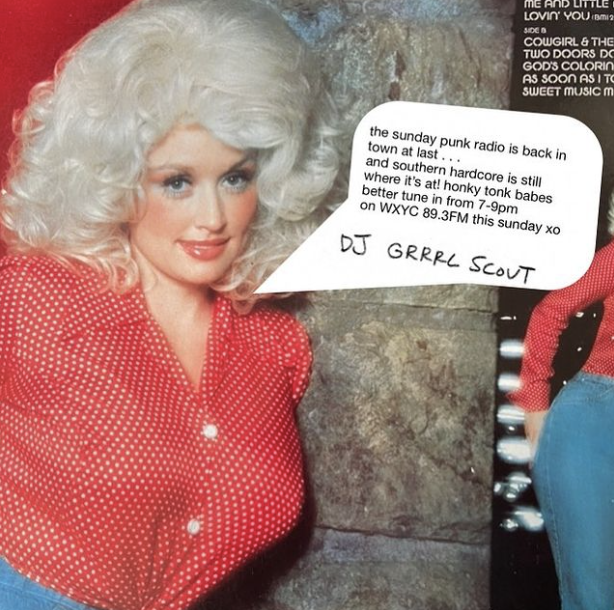 ME AND LITTLE
LOVIN' YOU
SIDE B
COWGIRL & THE
TWO DOORS DO
GOD'S COLORIN
AS SOON AS I TO
SWEET MUSIC M
the sunday punk radio is back in
town at last . . .
and southern hardcore is still
where it's at! honky tonk babes
better tune in from 7-9pm
on WXYC 89.3FM this sunday xo
DJ GRRRL SCOUT